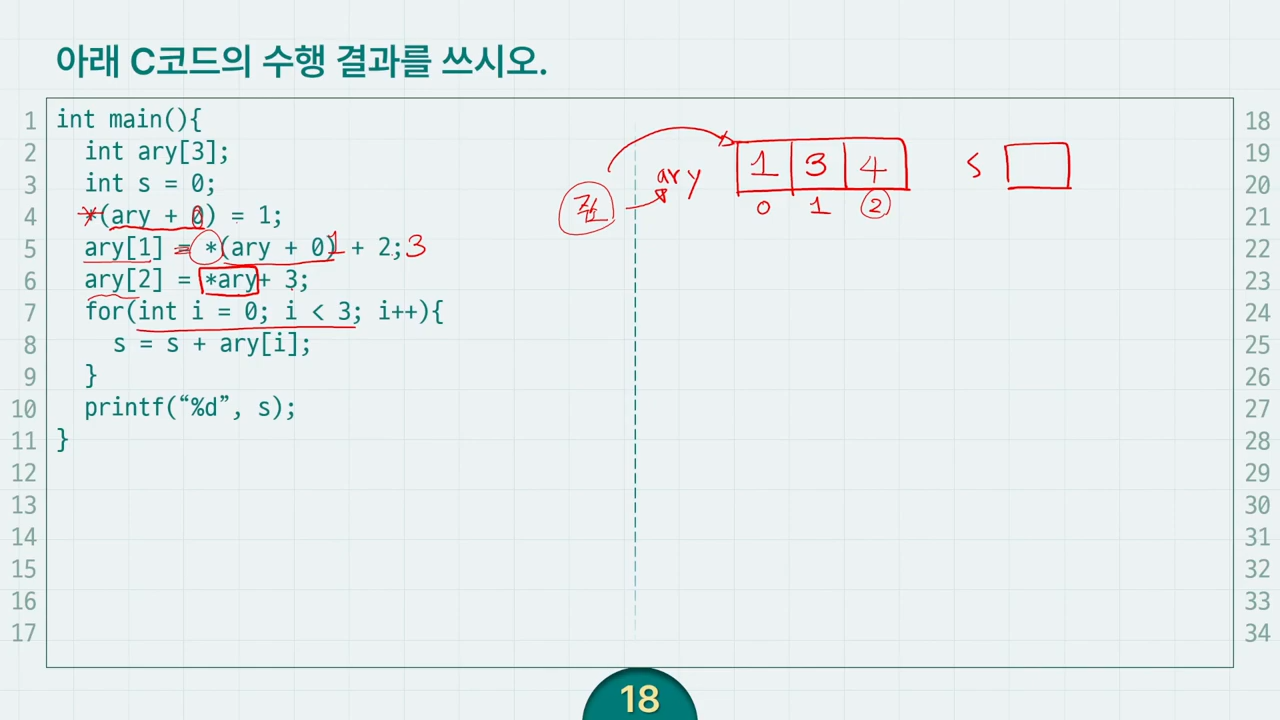 아래 C코드의 수행 결과를 쓰시오.
1 int main(){
2 int ary[3];
3 int s = 0;
4 *(ary + 0) = 1;
5 ary[1] = *(ary + 0) + 2; 1 3
6 ary[2] = *ary+ 3;
7 for(int i = 0; i < 3; i++){
8 s = s + ary[i];
9 }
10 printf(“%d”, s);
11 }
12
13
14
15
16
17
ary
1 3 4
0 1 2
s
18
19
20
21
22
23
24
25
26
27
28
29
30
31
32
33
34
18